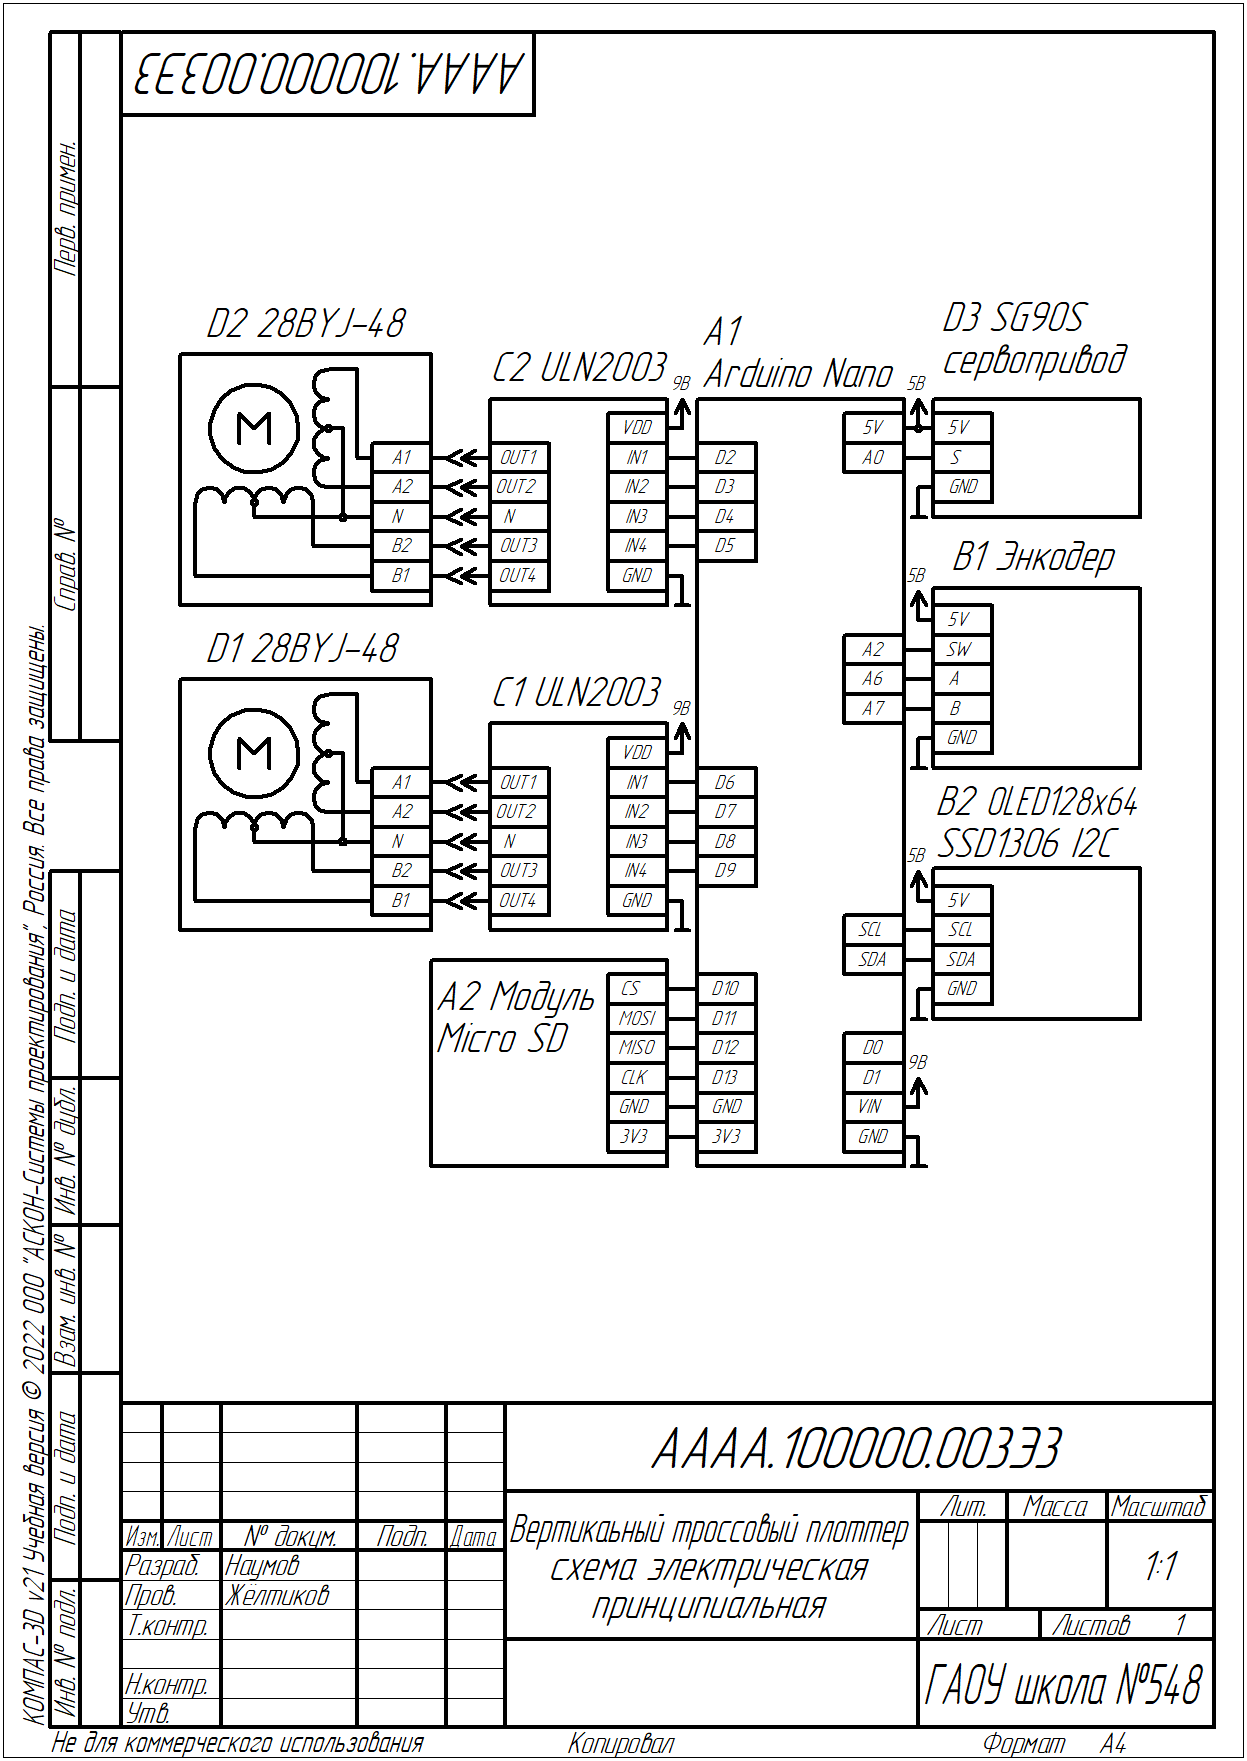 АААА.100000.003ЭЗ
Перв. примен.
Справ. №
Подп. и дата
Инв. № дубл.
Взам. инв. №
Подп. и дата
Инв. № подл.
КОМПАС-3D v21 Учебная версия © 2022 ООО "АСКОН-Системы проектирования", Россия. Все права защищены.
D2 28BYJ-48
M
A1
A2
N
B2
B1
C2 ULN2003
9В
OUT1
OUT2
N
OUT3
OUT4
VDD
IN1
IN2
IN3
IN4
GND
D1 28BYJ-48
M
A1
A2
N
B2
B1
C1 ULN2003
9В
OUT1
OUT2
N
OUT3
OUT4
VDD
IN1
IN2
IN3
IN4
GND
A2 Модуль
Micro SD
CS
MOSI
MISO
CLK
GND
3V3
A1
Arduino Nano
D2
D3
D4
D5
D6
D7
D8
D9
D10
D11
D12
D13
GND
3V3
5V
A0
A2
A6
A7
SCL
SDA
D0
D1
VIN
GND
9В
D3 SG90S
сервопривод
5В
5V
S
GND
B1 Энкодер
5В
5V
SW
A
B
GND
B2 OLED128x64
SSD1306 I2C
5В
5V
SCL
SDA
GND
АААА.100000.003ЭЗ
Изм. Лист № докум. Подп. Дата
Разраб. Наумов
Пров. Жёлтиков
Т.контр.
Н.контр.
Утв.
Вертикаьный троссовый плоттер
схема электрическая
принципиальная
Лит. Масса Масштаб
1:1
Лист Листов 1
ГАОУ школа №548
Не для коммерческого использования Копировал Формат А4